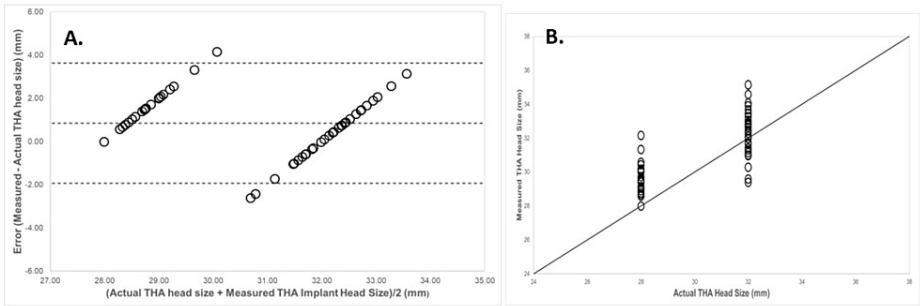 A.
6.00
4.00
2.00
0.00
-2.00
-4.00
-6.00
Error (Measured - Actual THA head size) (mm)
27.00 28.00 29.00 30.00 31.00 32.00 33.00 34.00 35.00
(Actual THA head size + Measured THA Implant Head Size)/2 (mm)
B.
38
36
34
32
30
28
26
24
Measured THA Head Size (mm)
24 26 28 30 32 34 36 38
Actual THA Head Size (mm)